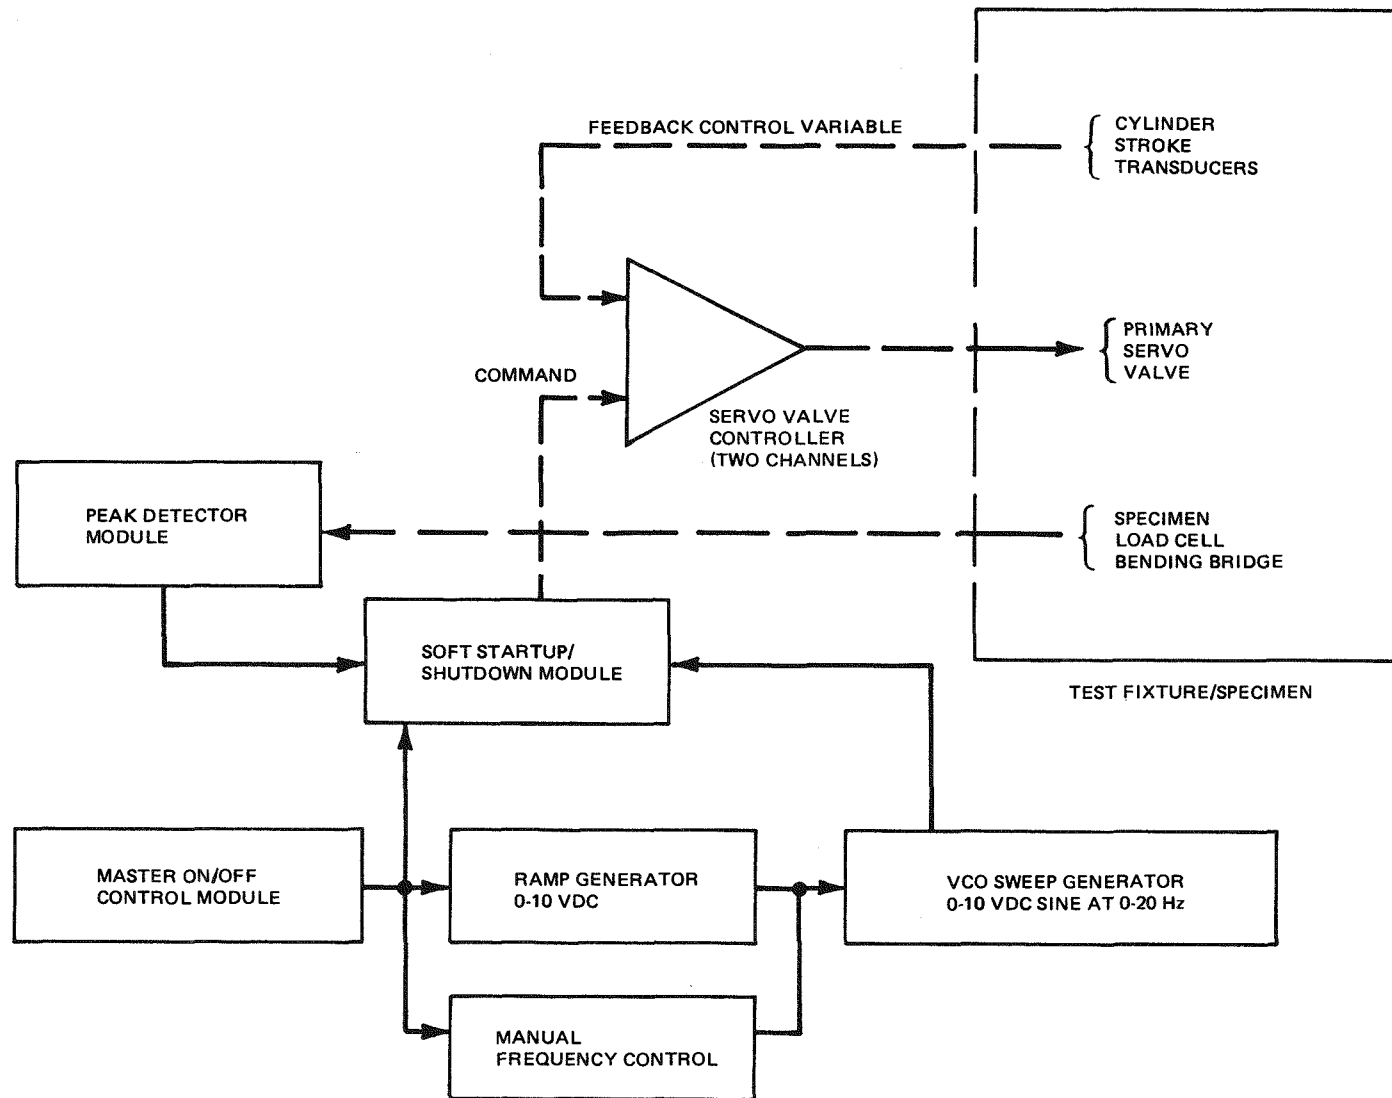 FEEDBACK CONTROL VARIABLE
CYLINDER
STROKE
TRANSDUCERS
COMMAND
PRIMARY
SERVO
VALVE
SERVO VALVE
CONTROLLER
(TWO CHANNELS)
PEAK DETECTOR
MODULE
SPECIMEN
LOAD CELL
BENDING BRIDGE
SOFT STARTUP/
SHUTDOWN MODULE
TEST FIXTURE/SPECIMEN
MASTER ON/OFF
CONTROL MODULE
RAMP GENERATOR
0-10 VDC
VCO SWEEP GENERATOR
0-10 VDC SINE AT 0-20 Hz
MANUAL
FREQUENCY CONTROL